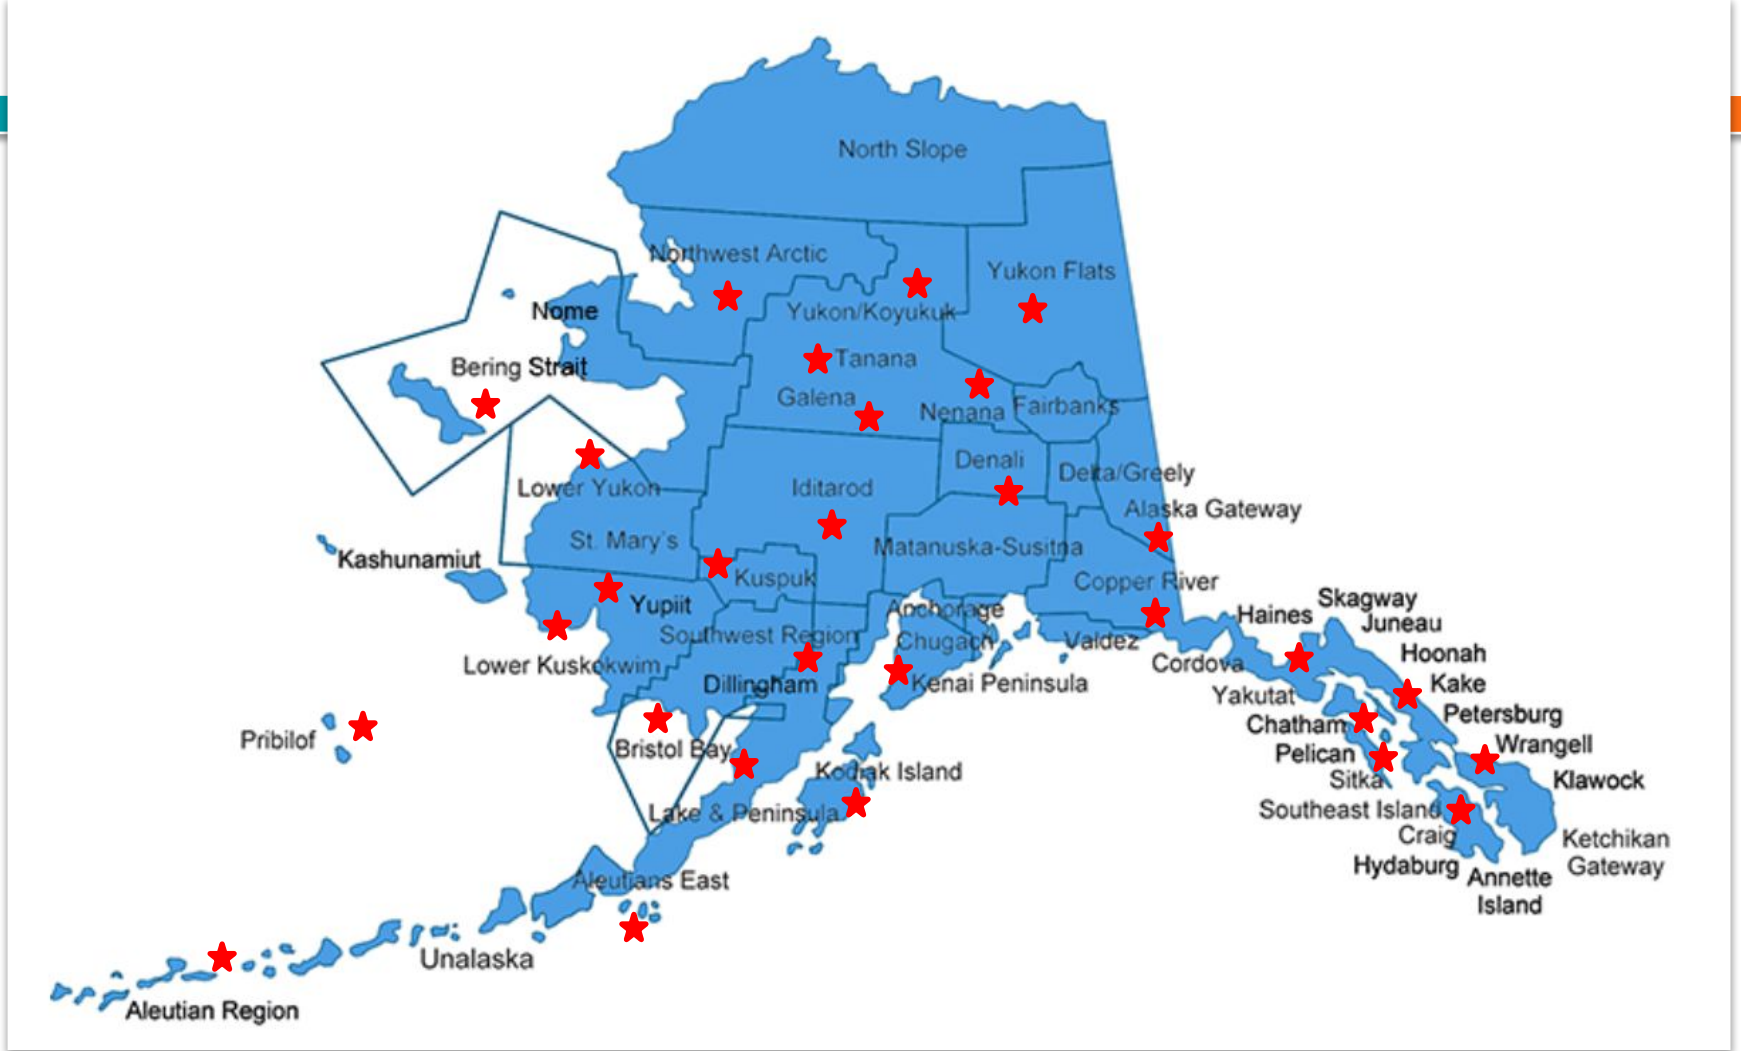 North Slope
Northwest Arctic
Yukon Flats
Nome
Yukon/Koyukuk
Bering Strait
Tanana
Galena
Nenana
Fairbanks
Denali
Delta/Greely
Lower Yukon
Iditarod
Alaska Gateway
St. Mary's
Matanuska-Susitna
Kashunamiut
Kuspuk
Copper River
Yupiit
Anchorage
Haines
Skagway
Juneau
Southwest Region
Chugach
Valdez
Hoonah
Lower Kuskokwim
Cordova
Dillingham
Kenai Peninsula
Kake
Yakutat
Petersburg
Chatham
Pribilof
Bristol Bay
Pelican
Wrangell
Kodiak Island
Sitka
Klawock
Lake & Peninsula
Southeast Island
Craig
Ketchikan
Gateway
Hydaburg
Annette
Island
Aleutians East
Unalaska
Aleutian Region